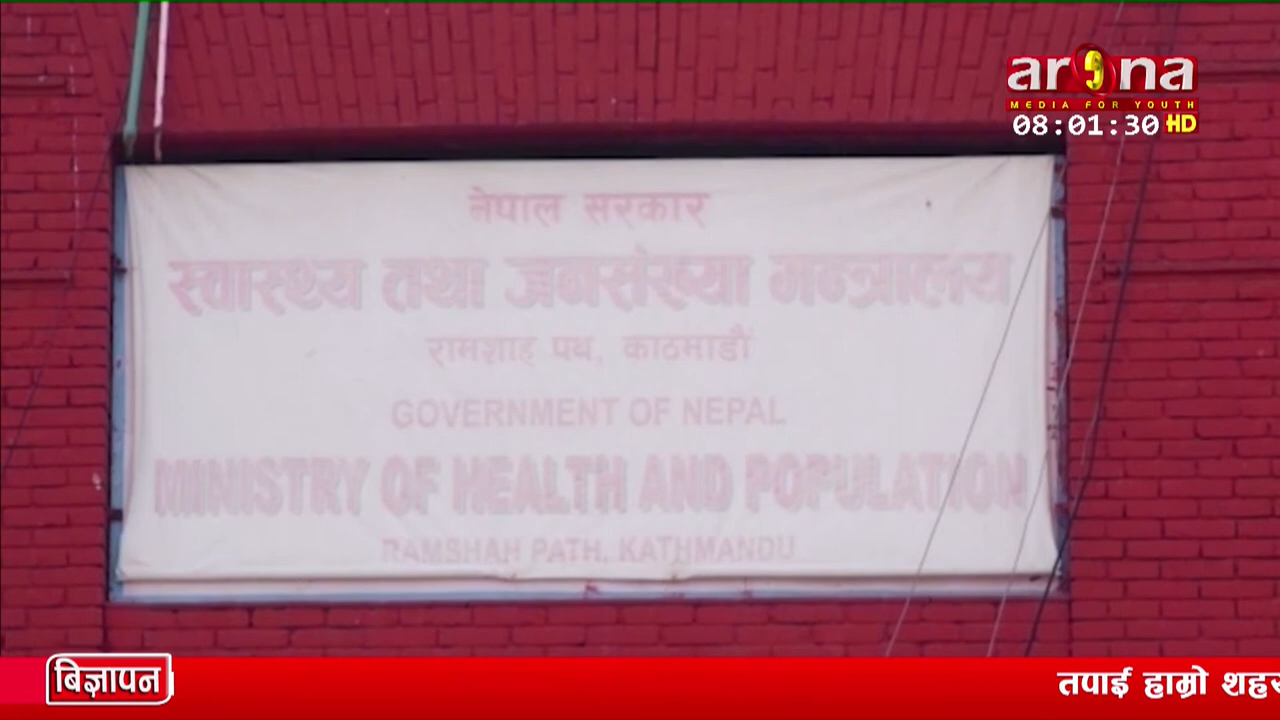 arena
MEDIA FOR YOUTH
08:01:30 HD
नेपाल सरकार
स्वास्थ्य तथा जनसंख्या मन्त्रालय
रामशाह पथ, काठमाडौं
GOVERNMENT OF NEPAL
MINISTRY OF HEALTH AND POPULATION
RAMSHAH PATH, KATHMANDU
बिज्ञापन
तपाई हाम्रो शहर